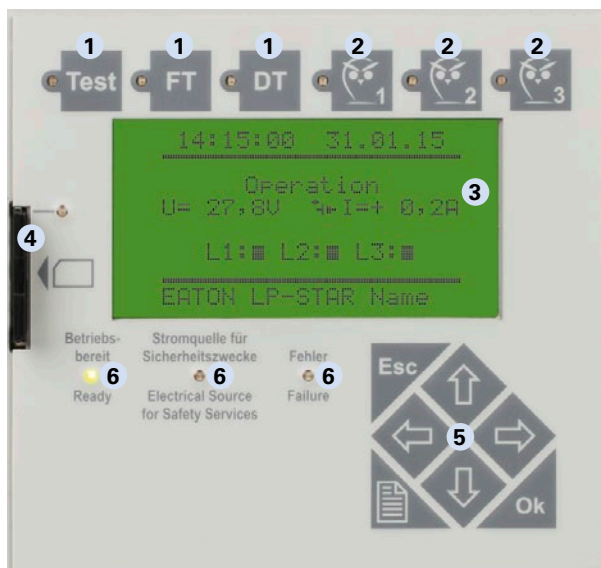 1 1 1 2 2 2
Test FT DT 1 2 3
14:15:00 31.01.15
Operation
U= 27,8V I=+ 0,2A
3
L1: L2: L3:
EATON LP-STAR Name
4
Betriebs-
bereit
6
Ready
Stromquelle für
Sicherheitszwecke
6
Electrical Source
for Safety Services
Fehler
6
Failure
Esc
5
Ok